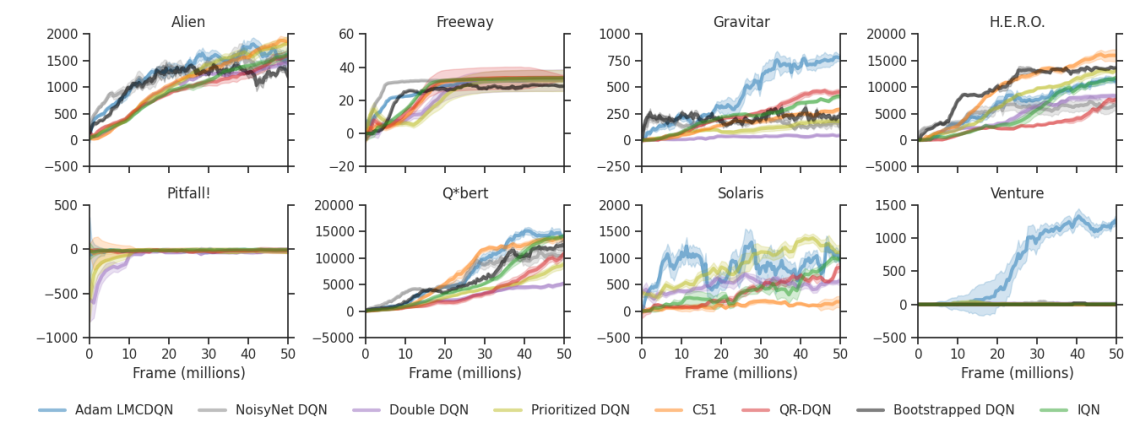 Alien Freeway Gravitar H.E.R.O.
2000 60 1000 20000
1500 40 750 15000
1000 20 500 10000
500 0 250 5000
0 0 0
−500 −20 −250 −5000
Pitfall! Q*bert Solaris Venture
500 20000 2000 1500
0 15000 1500 1000
−500 10000 1000 500
−1000 5000 500 0
0 0 −500
−5000 −500
0 10 20 30 40 50 0 10 20 30 40 50 0 10 20 30 40 50 0 10 20 30 40 50
Frame (millions) Frame (millions) Frame (millions) Frame (millions)
Adam LMCDQN NoisyNet DQN Double DQN Prioritized DQN C51 QR-DQN Bootstrapped DQN IQN